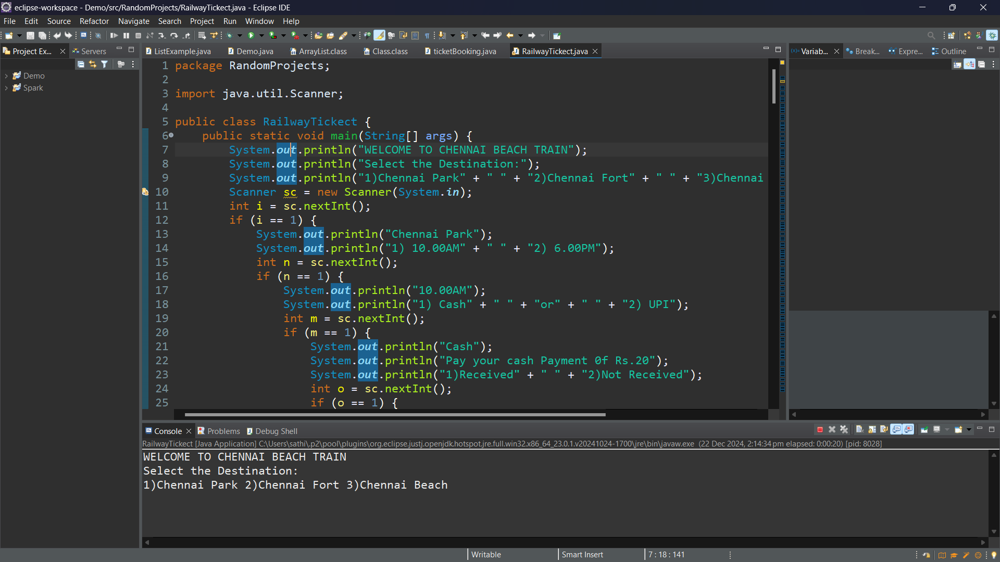 eclipse-workspace - Demo/src/RandomProjects/RailwayTickect.java - Eclipse IDE
File Edit Source Refactor Navigate Search Project Run Window Help
Project Ex... Servers
ListExample.java Demo.java ArrayList.class Class.class ticketBooking.java RailwayTickect.java
(x)= Variab... Break... Expre... Outline
Demo
Spark
1 package RandomProjects;
2
3 import java.util.Scanner;
4
5 public class RailwayTickect {
6 public static void main(String[] args) {
7 System.out.println("WELCOME TO CHENNAI BEACH TRAIN");
8 System.out.println("Select the Destination:");
9 System.out.println("1)Chennai Park" + " " + "2)Chennai Fort" + " " + "3)Chennai
10 Scanner sc = new Scanner(System.in);
11 int i = sc.nextInt();
12 if (i == 1) {
13 System.out.println("Chennai Park");
14 System.out.println("1) 10.00AM" + " " + "2) 6.00PM");
15 int n = sc.nextInt();
16 if (n == 1) {
17 System.out.println("10.00AM");
18 System.out.println("1) Cash" + " " + "or" + " " + "2) UPI");
19 int m = sc.nextInt();
20 if (m == 1) {
21 System.out.println("Cash");
22 System.out.println("Pay your cash Payment Of Rs.20");
23 System.out.println("1)Received" + " " + "2)Not Received");
24 int o = sc.nextInt();
25 if (o == 1) {
Console Problems Debug Shell
RailwayTickect [Java Application] C:\Users\sathi\.p2\pool\plugins\org.eclipse.justj.openjdk.hotspot.jre.full.win32.x86_64_23.0.1.v20241024-1700\jre\bin\javaw.exe (22 Dec 2024, 2:14:34 pm elapsed: 0:00:20) [pid: 8028]
WELCOME TO CHENNAI BEACH TRAIN
Select the Destination:
1)Chennai Park 2)Chennai Fort 3)Chennai Beach
Writable Smart Insert 7 : 18 : 141